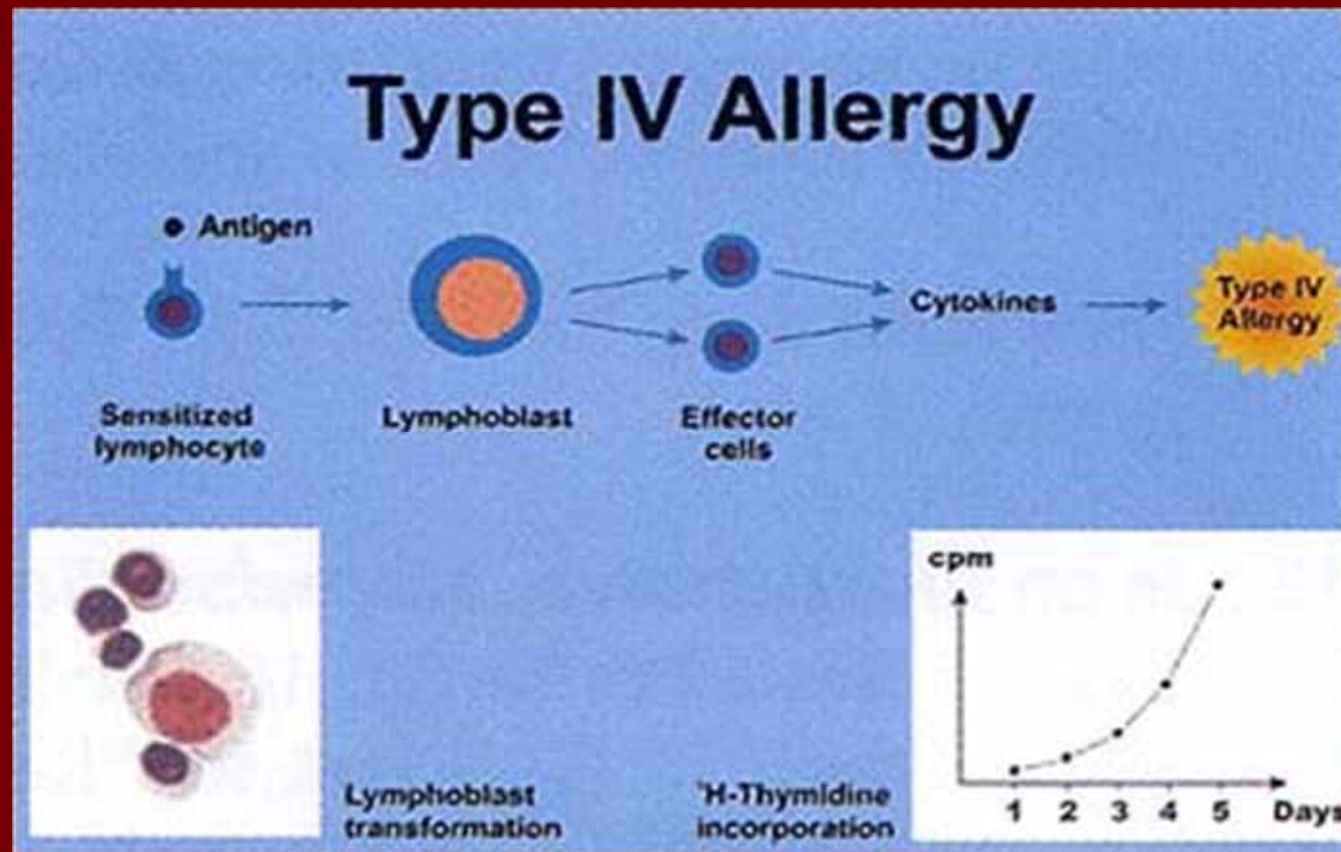 Type IV Allergy
Antigen
Sensitized
lymphocyte
Lymphoblast
Effector
cells
Cytokines
Type IV
Allergy
Lymphoblast
transformation
³H-Thymidine
incorporation
cpm
1 2 3 4 5 Days